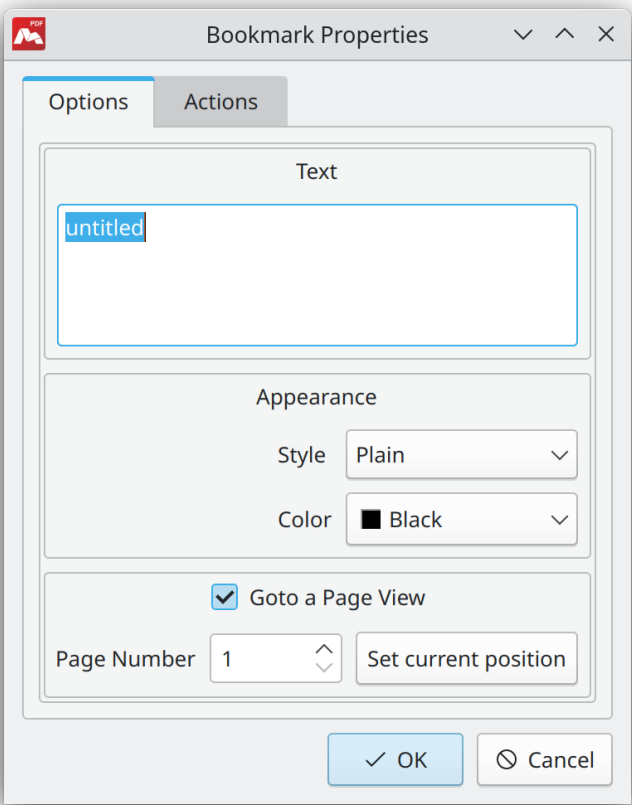 PDF
Bookmark Properties
Options
Actions
Text
untitled
Appearance
Style
Plain
Color
Black
Goto a Page View
Page Number
1
Set current position
OK
Cancel